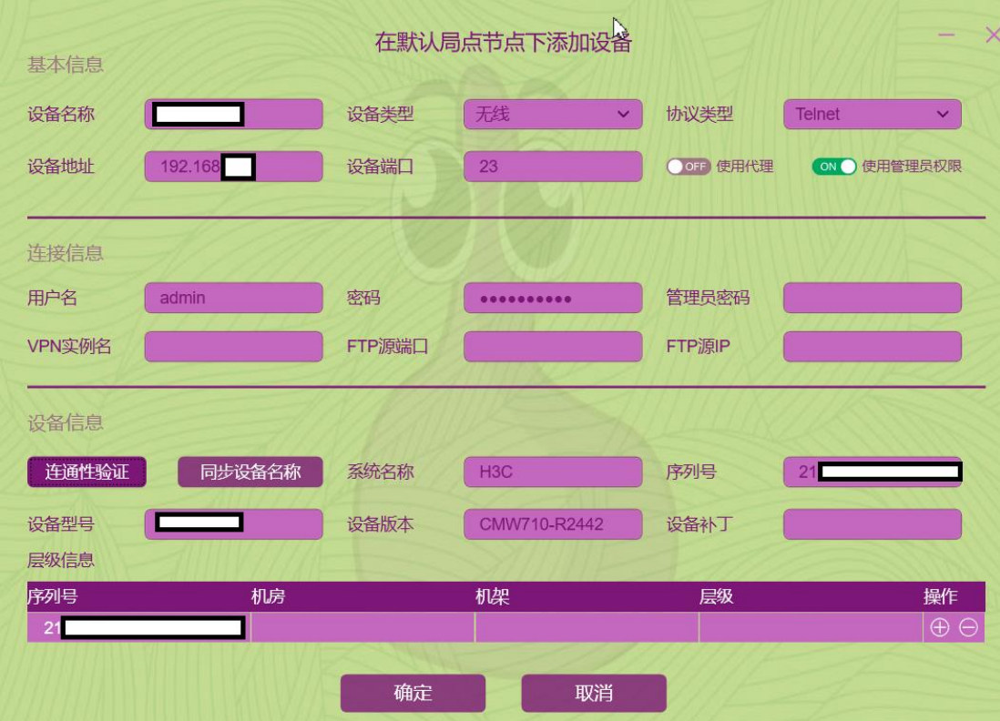 在默认局点节点下添加设备
基本信息
设备名称 设备类型 无线 协议类型 Telnet
设备地址 192.168 设备端口 23 OFF 使用代理 ON 使用管理员权限
连接信息
用户名 admin 密码 •••••••••• 管理员密码
VPN实例名 FTP源端口 FTP源IP
设备信息
连通性验证 同步设备名称 系统名称 H3C 序列号 21
设备型号 设备版本 CMW710-R2442 设备补丁
层级信息
序列号 机房 机架 层级 操作
21
确定 取消